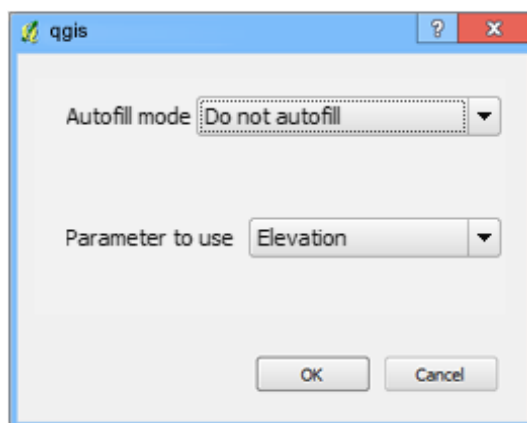 qgis
Autofill mode Do not autofill
Parameter to use Elevation
OK Cancel